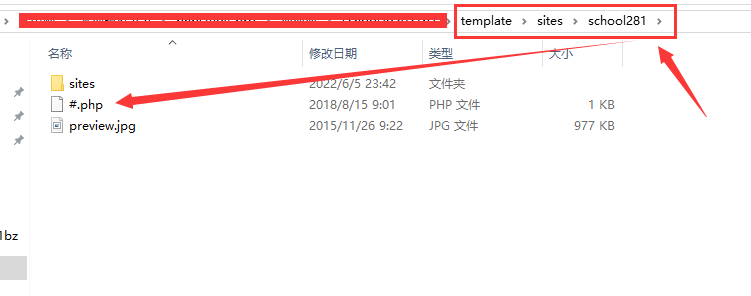 template > sites > school281 >
名称 修改日期 类型 大小
sites 2022/6/5 23:42 文件夹
#.php 2018/8/15 9:01 PHP 文件 1 KB
preview.jpg 2015/11/26 9:22 JPG 文件 977 KB
1bz